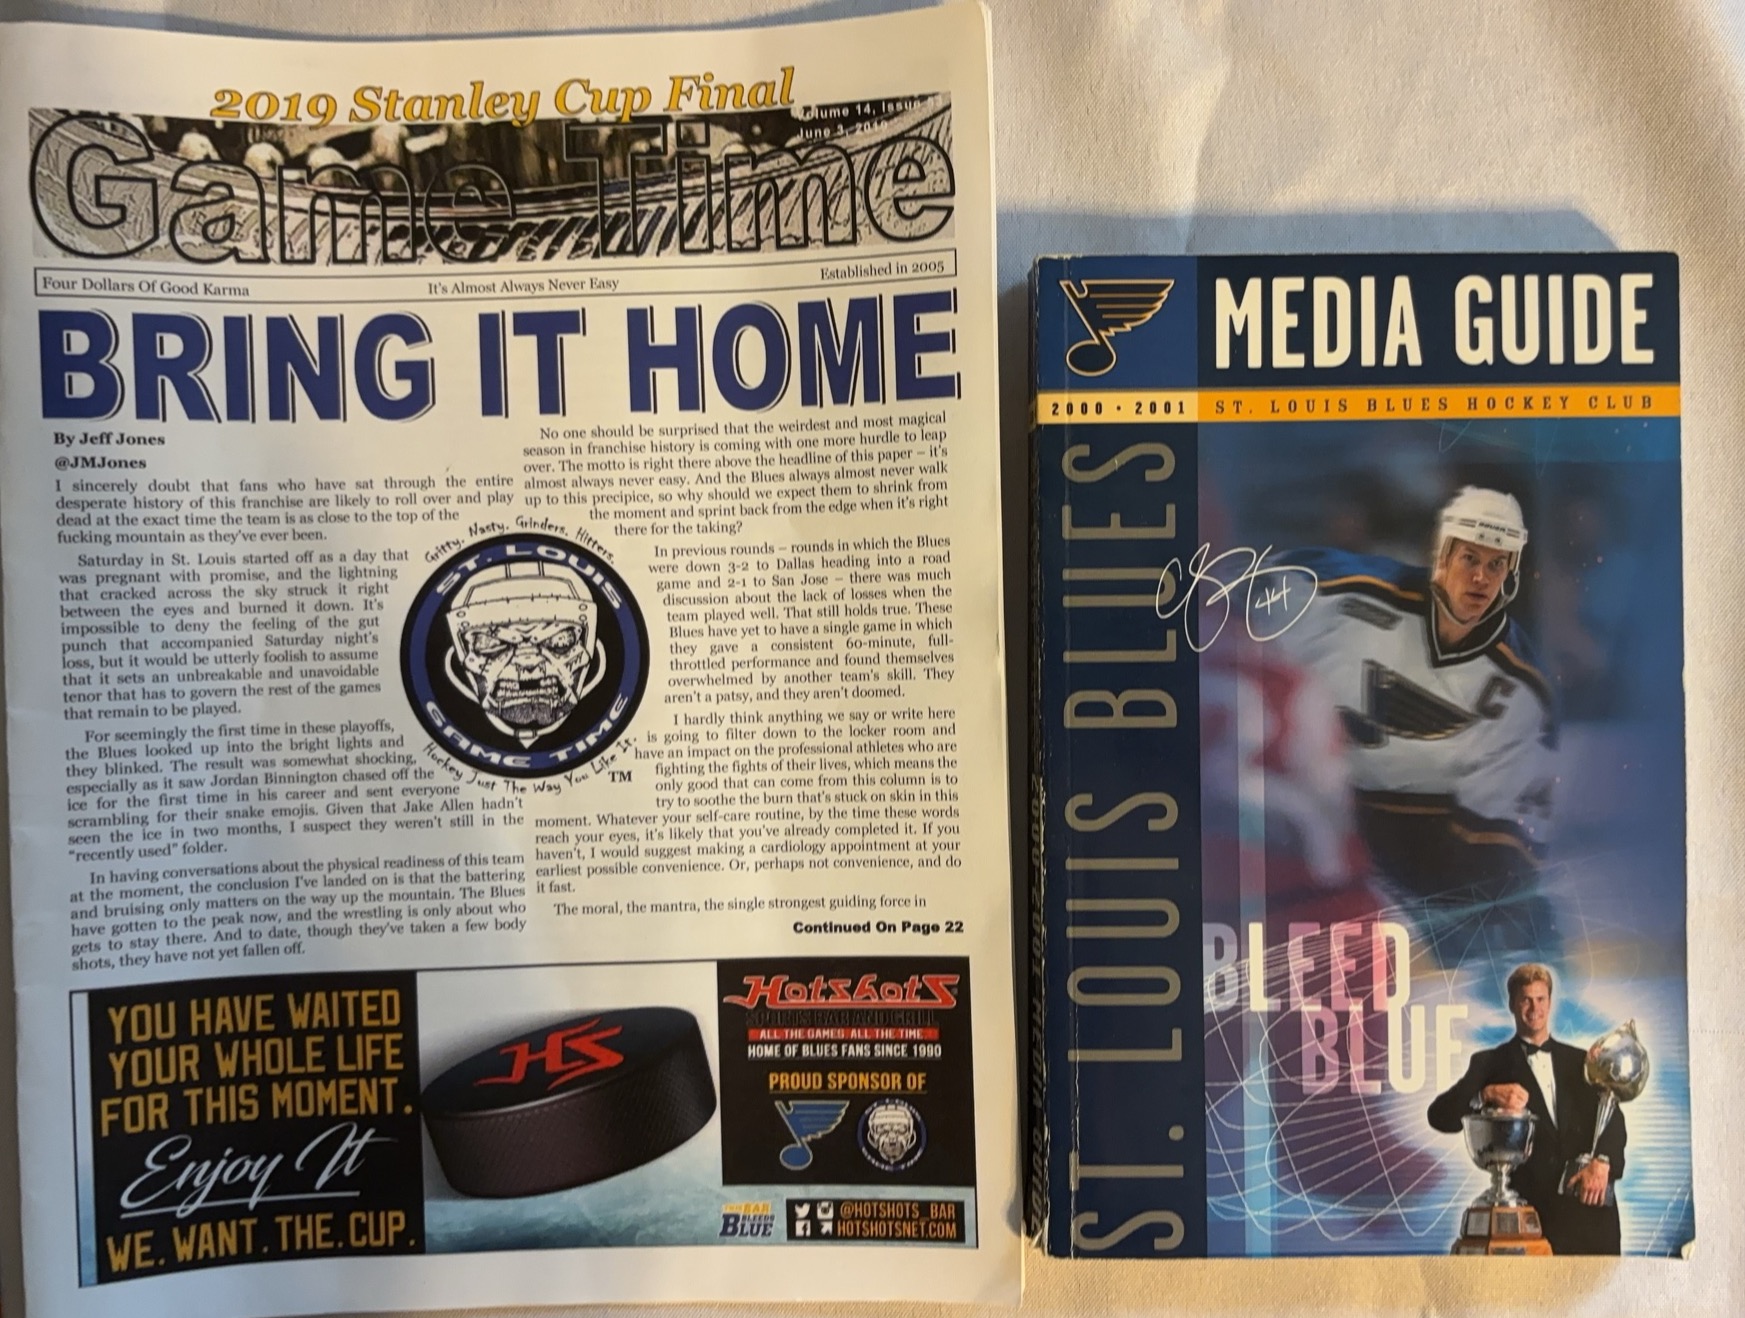 2019 Stanley Cup Final
Volume 14, Issue
June 3, 2019
Game Time
Four Dollars Of Good Karma
It's Almost Always Never Easy
Established in 2005
BRING IT HOME
By Jeff Jones
@JMJones
I sincerely doubt that fans who have sat through the entire
desperate history of this franchise are likely to roll over and play
dead at the exact time the team is as close to the top of the
fucking mountain as they've ever been.
Saturday in St. Louis started off as a day that
was pregnant with promise, and the lightning
that cracked across the sky struck it right
between the eyes and burned it down. It's
impossible to deny the feeling of the gut
punch that accompanied Saturday night's
loss, but it would be utterly foolish to assume
that it sets an unbreakable and unavoidable
tenor that has to govern the rest of the games
that remain to be played.
For seemingly the first time in these playoffs,
the Blues looked up into the bright lights and
they blinked. The result was somewhat shocking,
especially as it saw Jordan Binnington chased off the
ice for the first time in his career and sent everyone
scrambling for their snake emojis. Given that Jake Allen hadn't
seen the ice in two months, I suspect they weren't still in the
"recently used" folder.
In having conversations about the physical readiness of this team
at the moment, the conclusion I've landed on is that the battering
and bruising only matters on the way up the mountain. The Blues
have gotten to the peak now, and the wrestling is only about who
gets to stay there. And to date, though they've taken a few body
shots, they have not yet fallen off.
No one should be surprised that the weirdest and most magical
season in franchise history is coming with one more hurdle to leap
over. The motto is right there above the headline of this paper – it's
almost always never easy. And the Blues always almost never walk
up to this precipice, so why should we expect them to shrink from
the moment and sprint back from the edge when it's right
there for the taking?
In previous rounds – rounds in which the Blues
were down 3-2 to Dallas heading into a road
game and 2-1 to San Jose – there was much
discussion about the lack of losses when the
team played well. That still holds true. These
Blues have yet to have a single game in which
they gave a consistent 60-minute, full-
throttled performance and found themselves
overwhelmed by another team's skill. They
aren't a patsy, and they aren't doomed.
I hardly think anything we say or write here
is going to filter down to the locker room and
have an impact on the professional athletes who are
fighting the fights of their lives, which means the
only good that can come from this column is to
try to soothe the burn that's stuck on skin in this
moment. Whatever your self-care routine, by the time these words
reach your eyes, it's likely that you've already completed it. If you
haven't, I would suggest making a cardiology appointment at your
earliest possible convenience. Or, perhaps not convenience, and do
it fast.
The moral, the mantra, the single strongest guiding force in
Continued On Page 22
Gritty. Nasty. Grinders. Hitters.
ST. LOUIS
GAME TIME
Hockey Just The Way You Like It.
TM
YOU HAVE WAITED
YOUR WHOLE LIFE
FOR THIS MOMENT.
Enjoy It
WE.WANT.THE.CUP.
HS
HotshotS
SPORTS BAR AND GRILL
ALL THE GAMES. ALL THE TIME.
HOME OF BLUES FANS SINCE 1990
PROUD SPONSOR OF
THIS BAR
BLEEDS
BLUE
@HOTSHOTS_BAR
HOTSHOTSNET.COM
MEDIA GUIDE
2000 • 2001
ST. LOUIS BLUES HOCKEY CLUB
ST. LOUIS BLUES
44
C
BLEED
BLUE